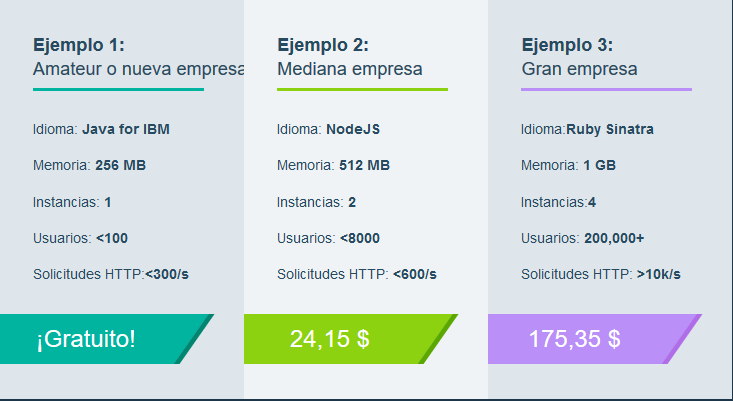 Ejemplo 1:
Amateur o nueva empresa
Idioma: Java for IBM
Memoria: 256 MB
Instancias: 1
Usuarios: <100
Solicitudes HTTP:<300/s
¡Gratuito!
Ejemplo 2:
Mediana empresa
Idioma: NodeJS
Memoria: 512 MB
Instancias: 2
Usuarios: <8000
Solicitudes HTTP: <600/s
24,15 $
Ejemplo 3:
Gran empresa
Idioma:Ruby Sinatra
Memoria: 1 GB
Instancias:4
Usuarios: 200,000+
Solicitudes HTTP: >10k/s
175,35 $